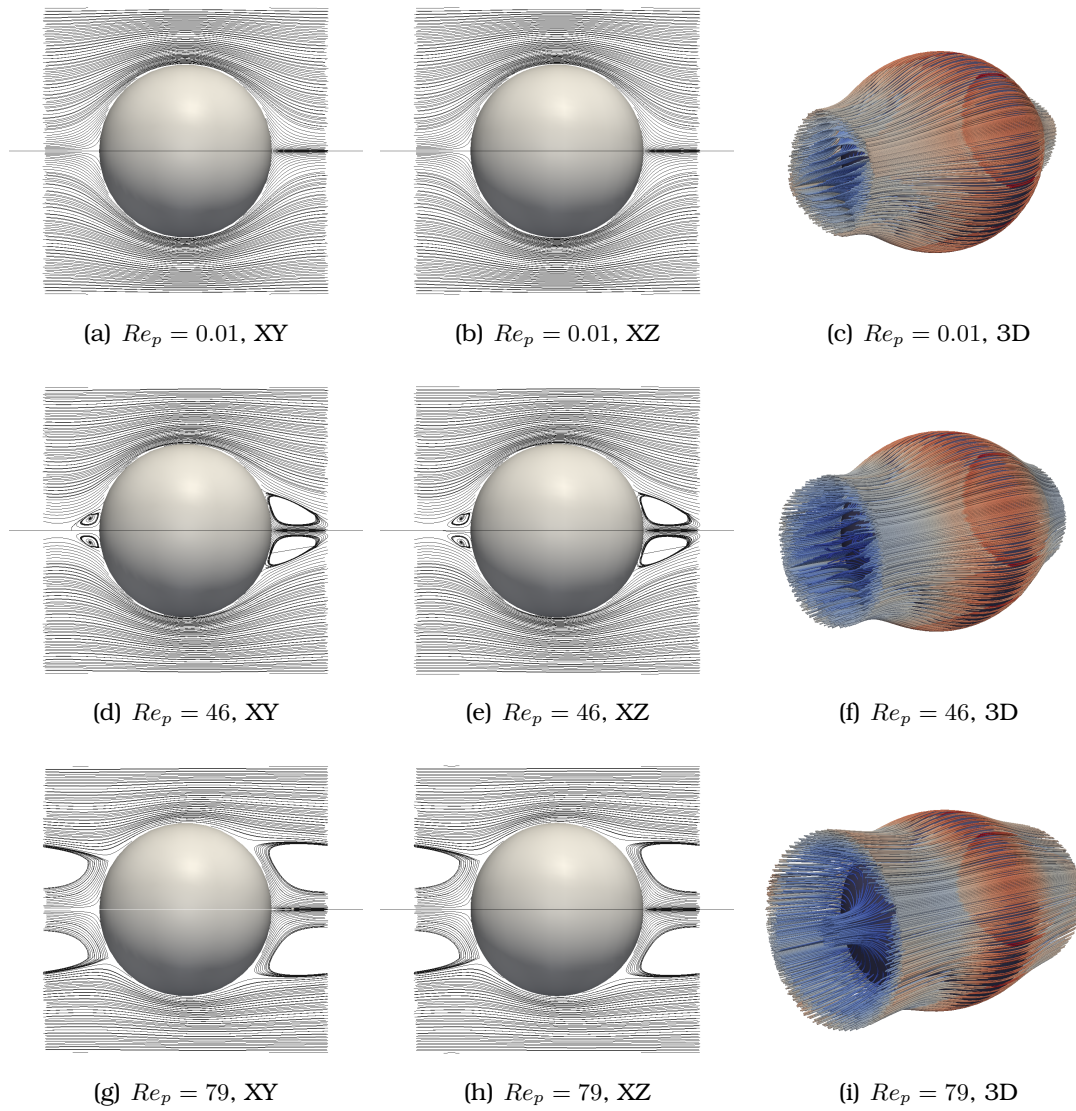 (a) Re_p = 0.01, XY
(b) Re_p = 0.01, XZ
(c) Re_p = 0.01, 3D
(d) Re_p = 46, XY
(e) Re_p = 46, XZ
(f) Re_p = 46, 3D
(g) Re_p = 79, XY
(h) Re_p = 79, XZ
(i) Re_p = 79, 3D